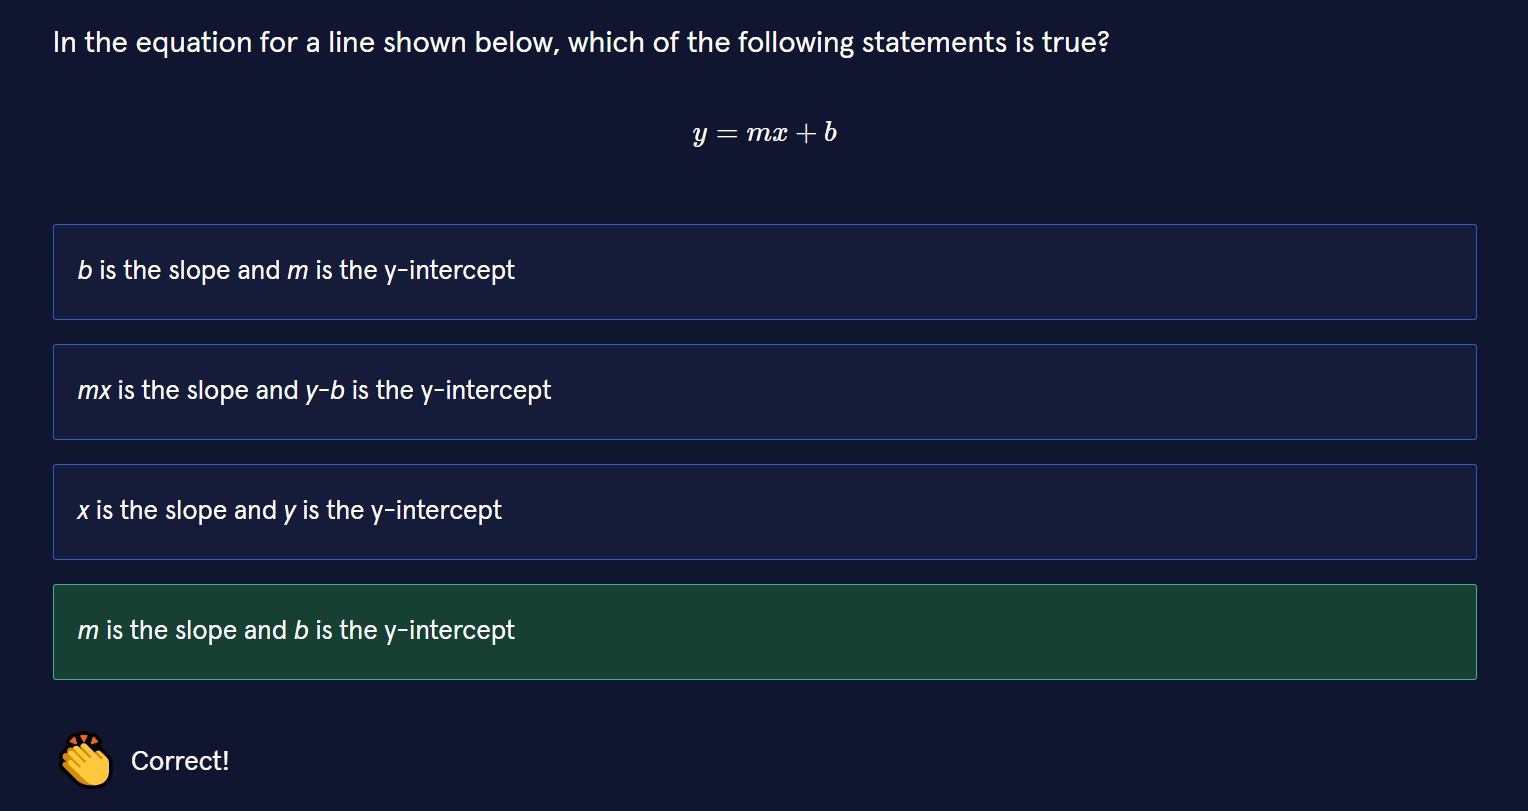 In the equation for a line shown below, which of the following statements is true?
y = mx + b
b is the slope and m is the y-intercept
mx is the slope and y-b is the y-intercept
x is the slope and y is the y-intercept
m is the slope and b is the y-intercept
Correct!